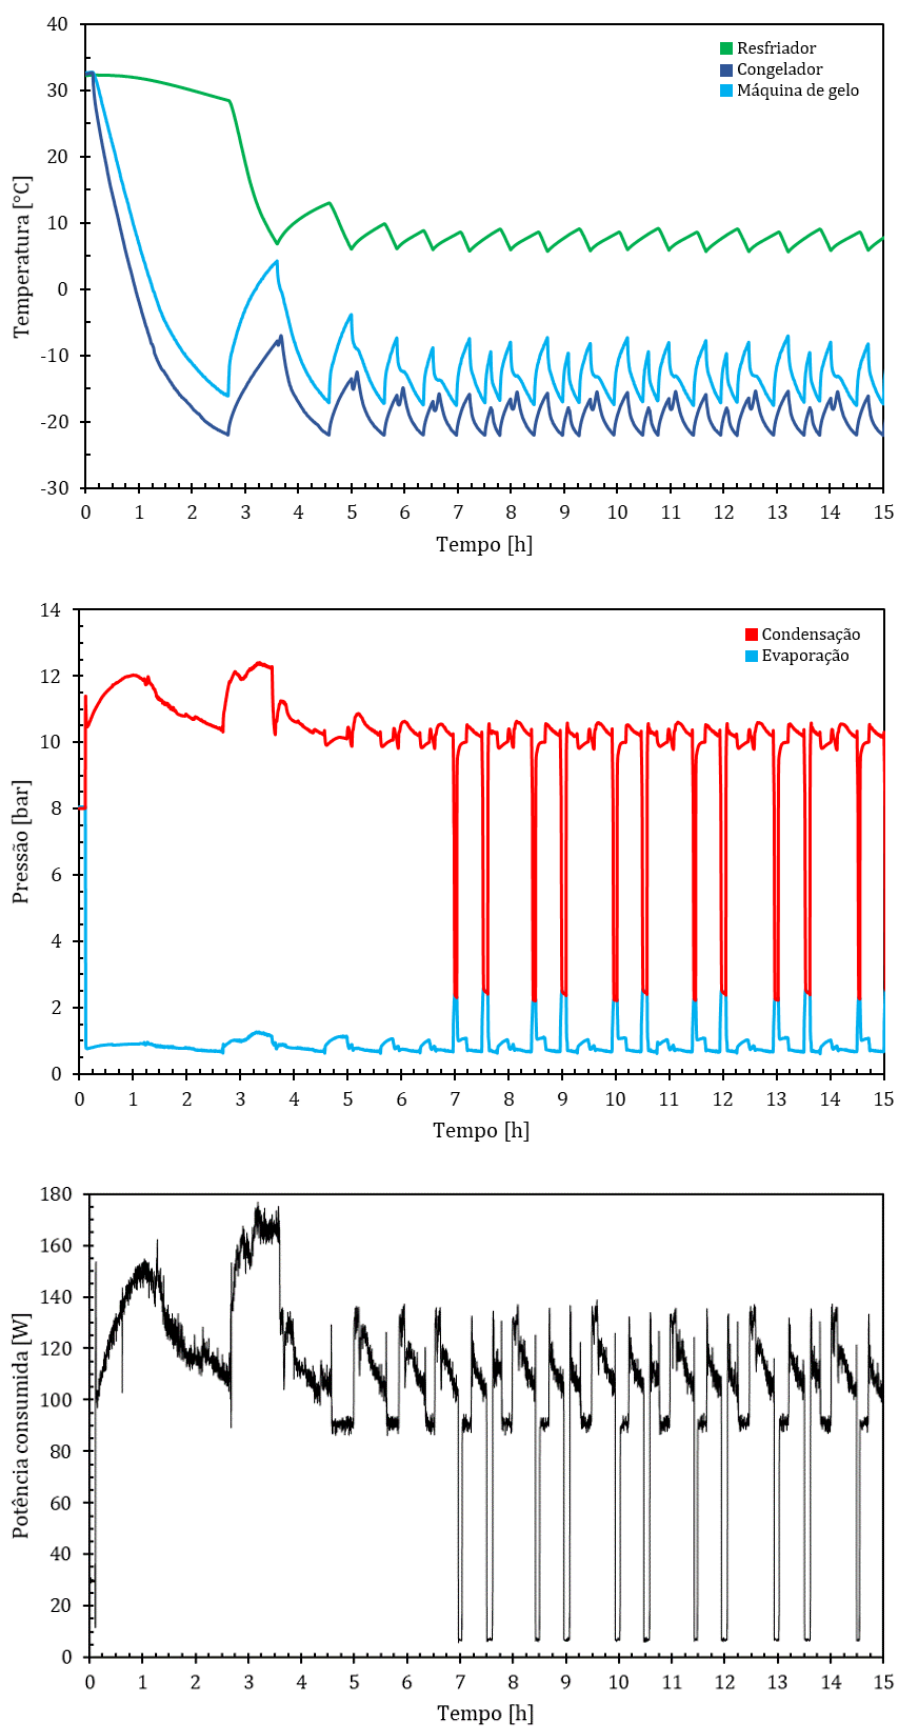 40
30
20
10
0
-10
-20
-30
Temperatura [°C]
Resfriador
Congelador
Máquina de gelo
0 1 2 3 4 5 6 7 8 9 10 11 12 13 14 15
Tempo [h]
14
12
10
8
6
4
2
0
Pressão [bar]
Condensação
Evaporação
0 1 2 3 4 5 6 7 8 9 10 11 12 13 14 15
Tempo [h]
180
160
140
120
100
80
60
40
20
0
Potência consumida [W]
0 1 2 3 4 5 6 7 8 9 10 11 12 13 14 15
Tempo [h]